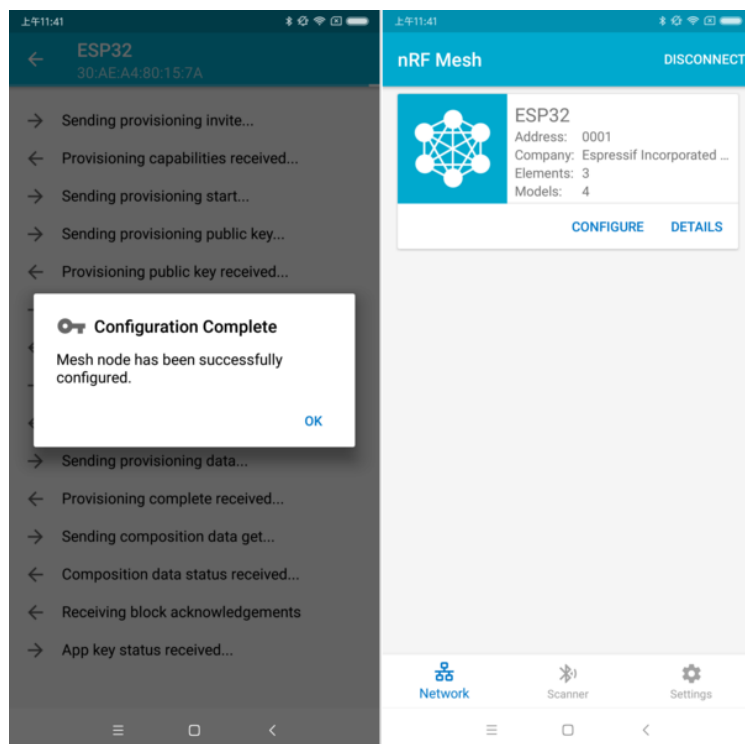 上午11:41
ESP32
30:AE:A4:80:15:7A
Sending provisioning invite...
Provisioning capabilities received...
Sending provisioning start...
Sending provisioning public key...
Provisioning public key received...
Configuration Complete
Mesh node has been successfully
configured.
OK
Sending provisioning data...
Provisioning complete received...
Sending composition data get...
Composition data status received...
Receiving block acknowledgements
App key status received...
上午11:41
nRF Mesh
DISCONNECT
ESP32
Address: 0001
Company: Espressif Incorporated ...
Elements: 3
Models: 4
CONFIGURE DETAILS
Network Scanner Settings